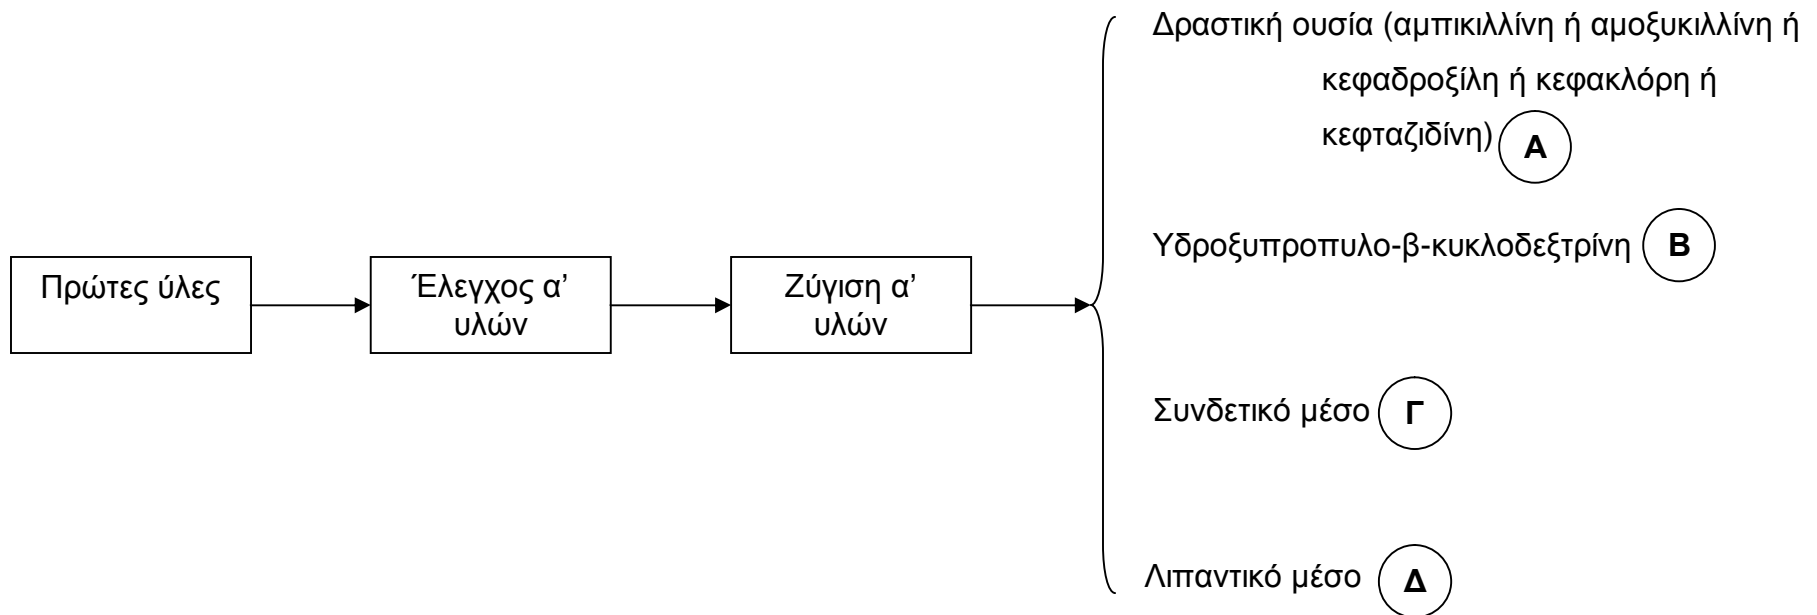 Πρώτες ύλες
Έλεγχος α’
υλών
Ζύγιση α’
υλών
Δραστική ουσία (αμπικιλλίνη ή αμοξυκιλλίνη ή
κεφαδροξίλη ή κεφακλόρη ή
κεφταζιδίνη) Α
Υδροξυπροπυλο-β-κυκλοδεξτρίνη Β
Συνδετικό μέσο Γ
Λιπαντικό μέσο Δ